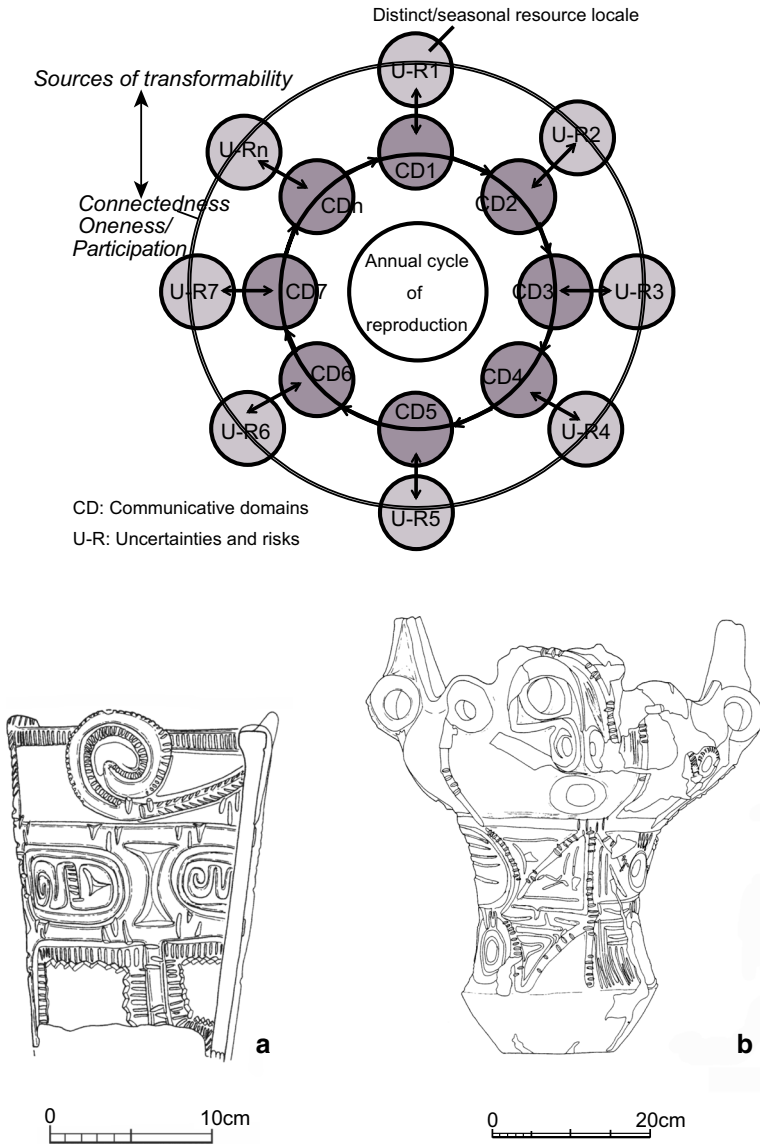 Distinct/seasonal resource locale
Sources of transformability
Connectedness
Oneness/
Participation
U-R1
U-R2
U-R3
U-R4
U-R5
U-R6
U-R7
U-Rn
CD1
CD2
CD3
CD4
CD5
CD6
CD7
CDn
Annual cycle
of
reproduction
CD: Communicative domains
U-R: Uncertainties and risks
a
b
0 10cm
0 20cm